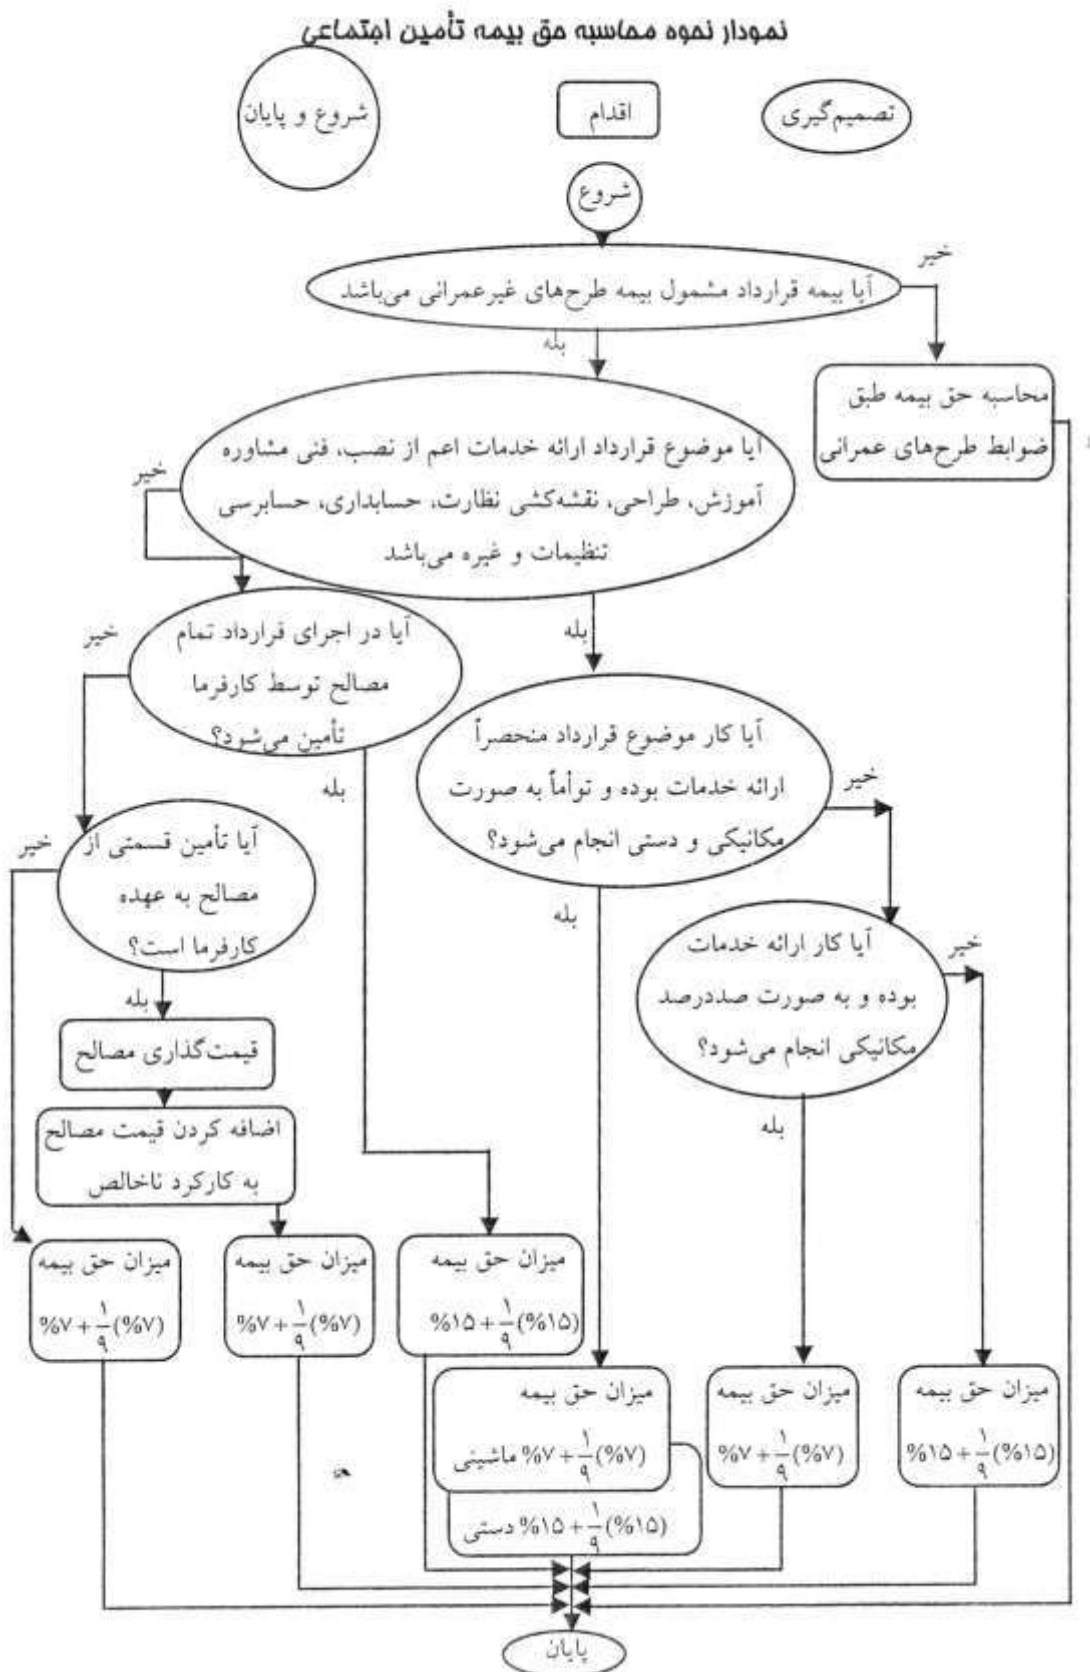 نمودار نحوه محاسبه حق بیمه تأمین اجتماعی
تصمیم‌گیری
اقدام
شروع و پایان
شروع
آیا بیمه قرارداد مشمول بیمه طرح‌های غیرعمرانی می‌باشد
خیر
بله
محاسبه حق بیمه طبق
ضوابط طرح‌های عمرانی
آیا موضوع قرارداد ارائه خدمات اعم از نصب، فنی مشاوره
آموزش، طراحی، نقشه‌کشی نظارت، حسابداری، حسابرسی
تنظیمات و غیره می‌باشد
خیر
بله
آیا در اجرای قرارداد تمام
مصالح توسط کارفرما
تأمین می‌شود؟
خیر
بله
آیا کار موضوع قرارداد منحصراً
ارائه خدمات بوده و توأماً به صورت
مکانیکی و دستی انجام می‌شود؟
خیر
بله
آیا تأمین قسمتی از
مصالح به عهده
کارفرما است؟
خیر
بله
آیا کار ارائه خدمات
بوده و به صورت صددرصد
مکانیکی انجام می‌شود؟
خیر
بله
قیمت‌گذاری مصالح
اضافه کردن قیمت مصالح
به کارکرد ناخالص
میزان حق بیمه
%۷ + ۱/۹ (%۷)
میزان حق بیمه
%۷ + ۱/۹ (%۷)
میزان حق بیمه
%۱۵ + ۱/۹ (%۱۵)
میزان حق بیمه
%۷ + ۱/۹ (%۷) ماشینی
%۱۵ + ۱/۹ (%۱۵) دستی
میزان حق بیمه
%۷ + ۱/۹ (%۷)
میزان حق بیمه
%۱۵ + ۱/۹ (%۱۵)
پایان